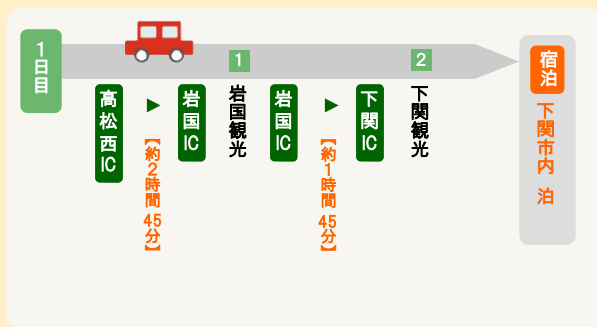 1日目
高松西IC
▶
【約2時間45分】
岩国IC
1
岩国観光
岩国IC
▶
【約1時間45分】
下関IC
2
下関観光
宿泊
下関市内 泊